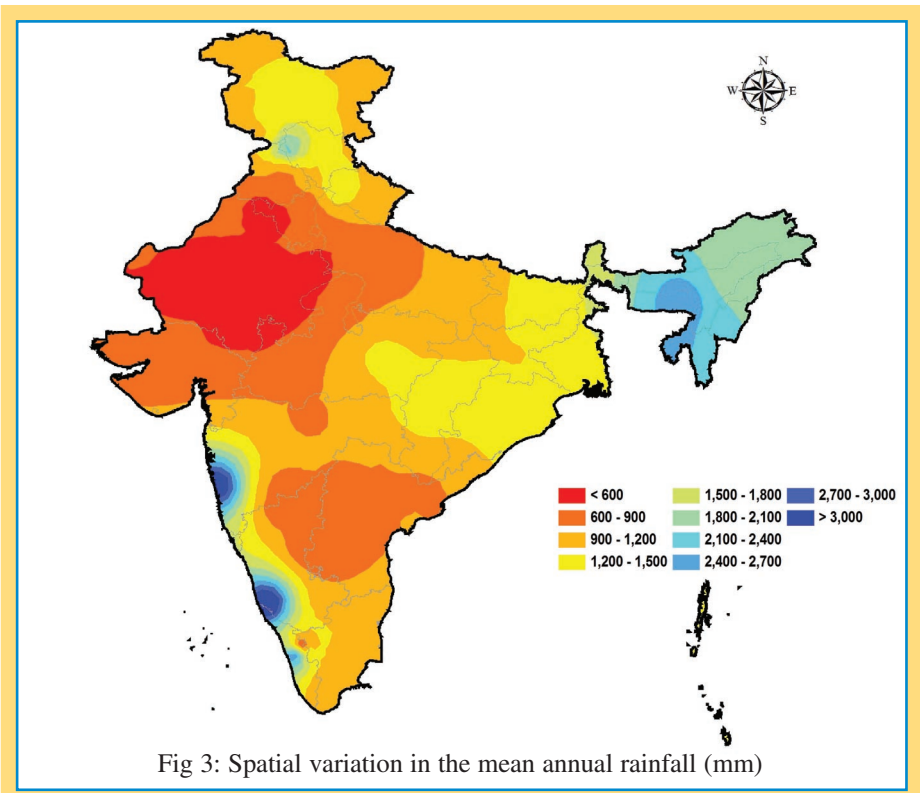 N
W E
S
< 600
600 - 900
900 - 1,200
1,200 - 1,500
1,500 - 1,800
1,800 - 2,100
2,100 - 2,400
2,400 - 2,700
2,700 - 3,000
> 3,000
Fig 3: Spatial variation in the mean annual rainfall (mm)